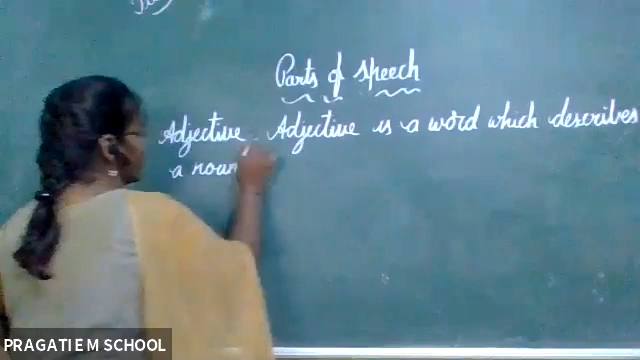 Parts of speech
Adjective - Adjective is a word which describes
a noun
PRAGATI E M SCHOOL